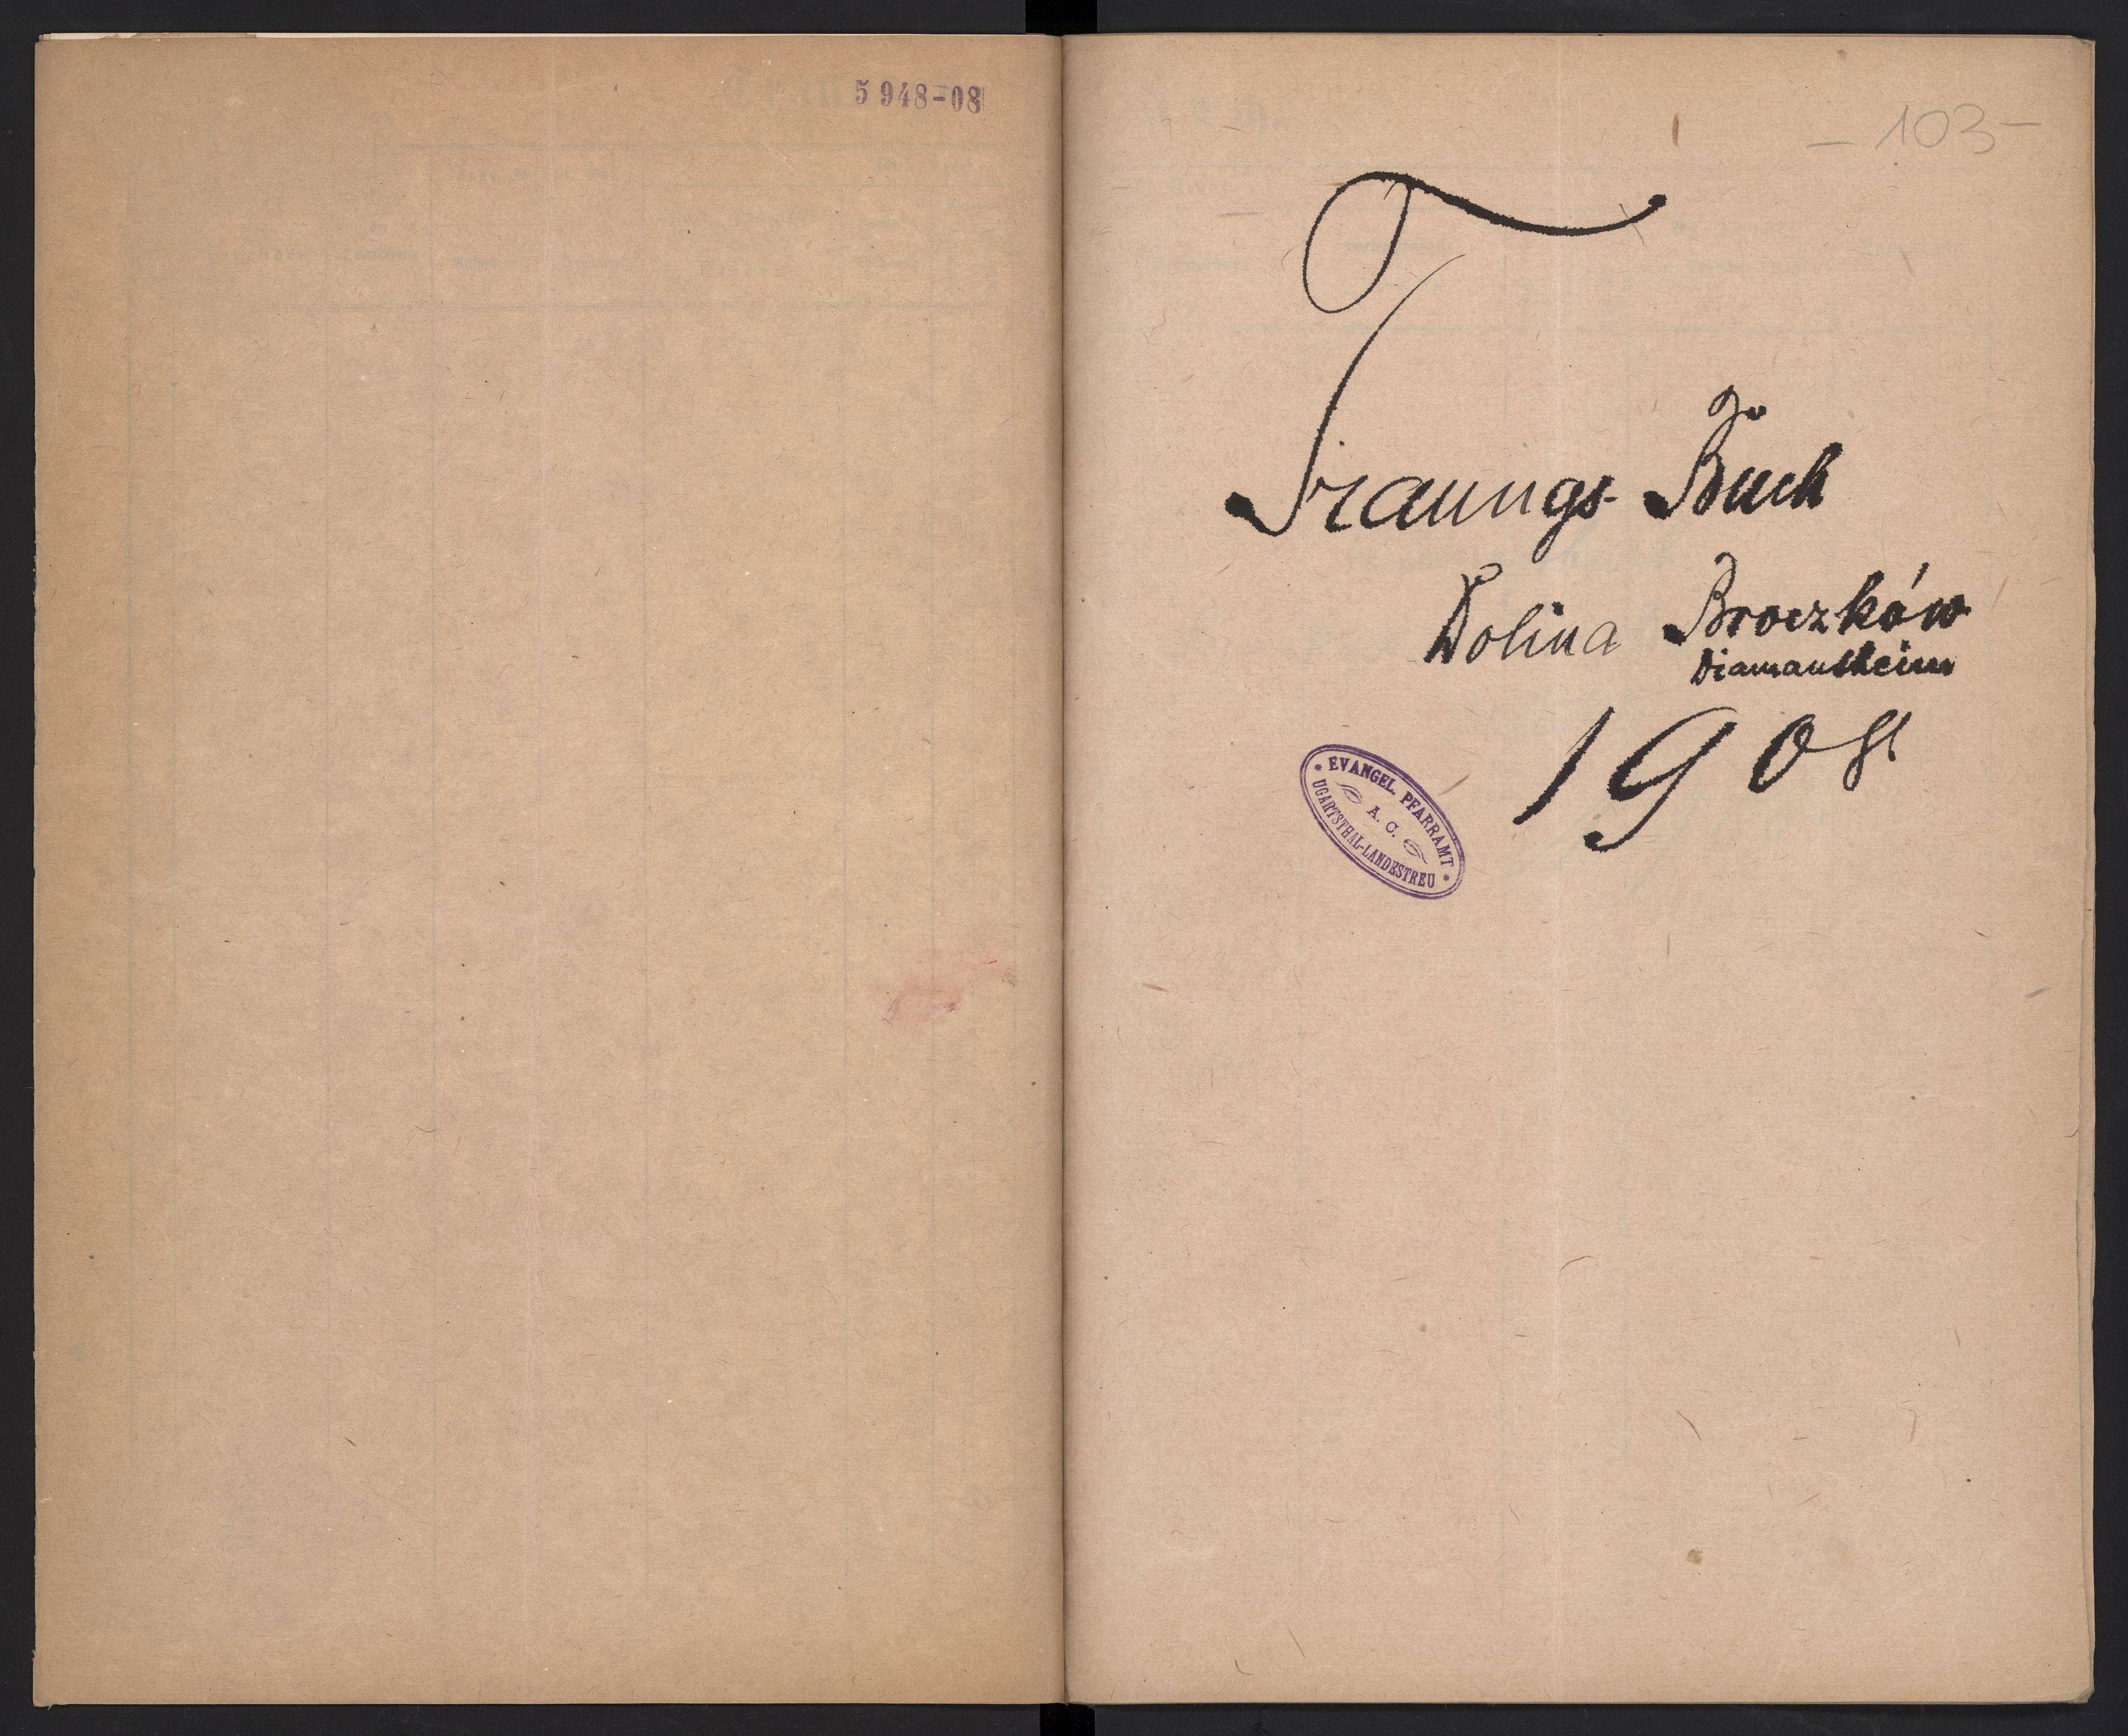 5 948-08
- 103 -
Trauungs-Buch
Dolina Broczków
Diamantheim
1908
* EVANGEL. PFARRAMT *
A. C.
UGARTSTHAL-LANDESTREU